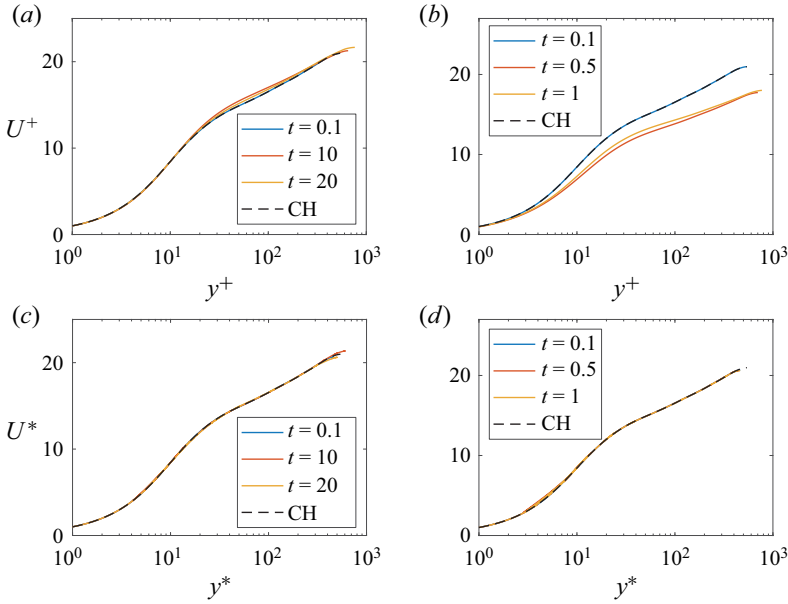 (a)
U+
20
10
0
t = 0.1
t = 10
t = 20
CH
10^0
10^1
10^2
10^3
y+
(b)
20
10
0
t = 0.1
t = 0.5
t = 1
CH
10^0
10^1
10^2
10^3
y+
(c)
U*
20
10
0
t = 0.1
t = 10
t = 20
CH
10^0
10^1
10^2
10^3
y*
(d)
20
10
0
t = 0.1
t = 0.5
t = 1
CH
10^0
10^1
10^2
10^3
y*